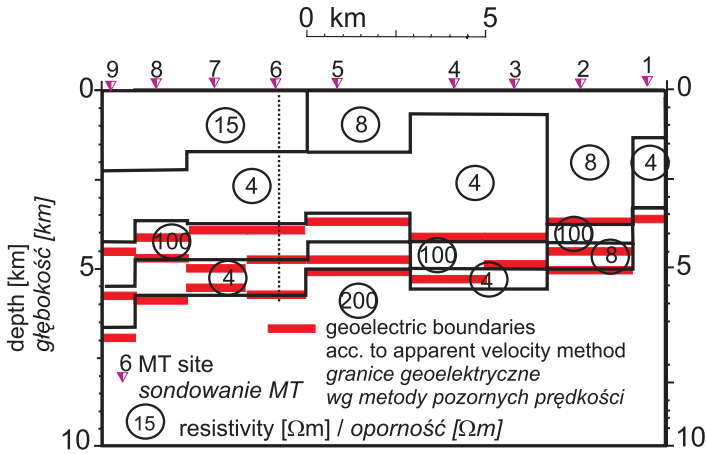 0 km 5
9 8 7 6 5 4 3 2 1
0 0
15 8
4 4 8 4
100 100
100
5 4 4 8 5
200
depth [km]
głębokość [km]
geoelectric boundaries
acc. to apparent velocity method
granice geoelektryczne
wg metody pozornych prędkości
6 MT site
sondowanie MT
15 resistivity [Ωm] / oporność [Ωm]
10 10